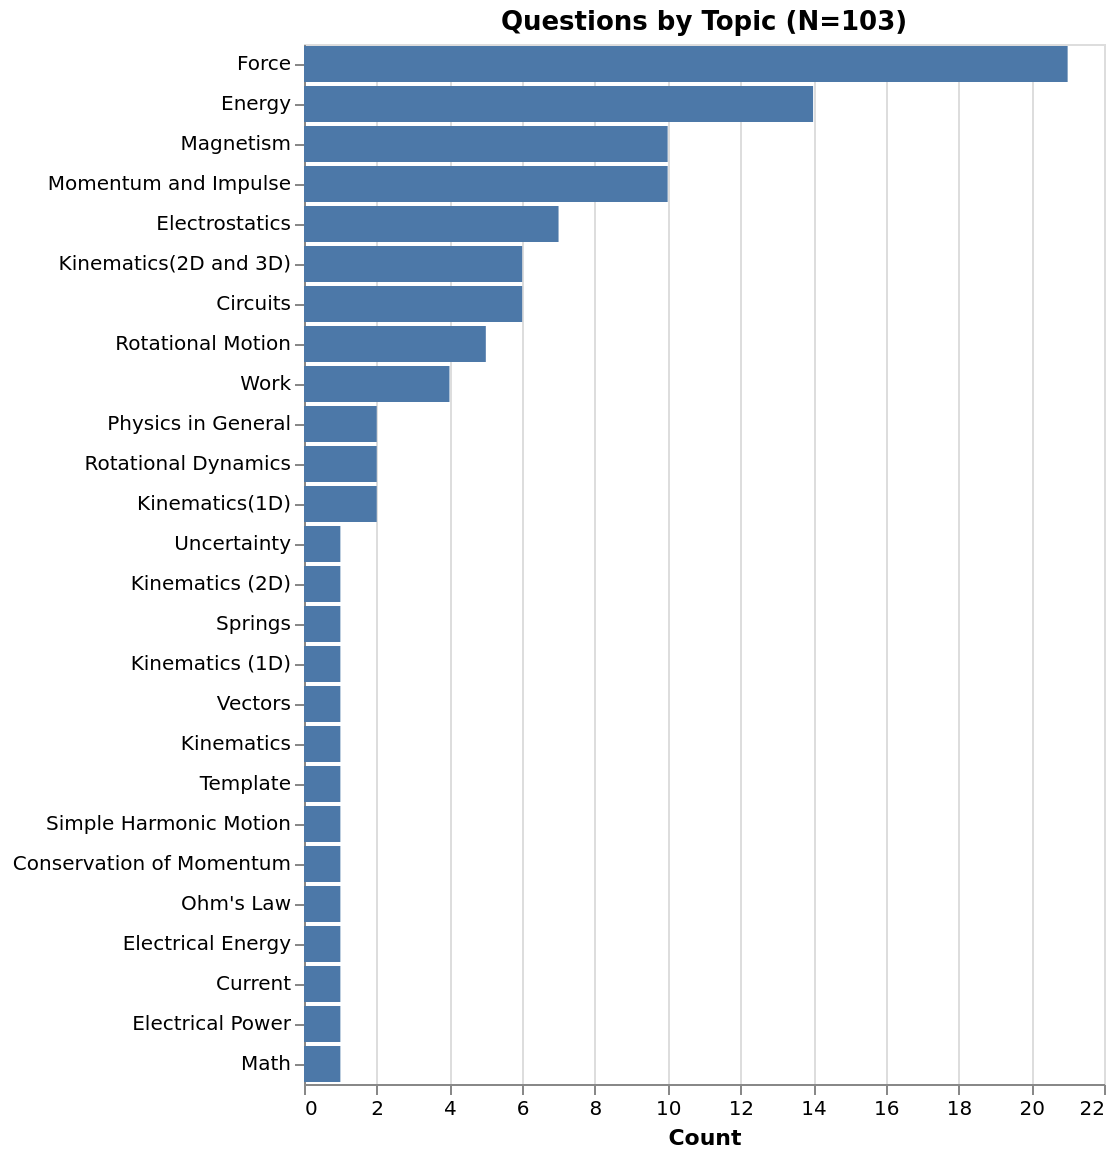 Questions by Topic (N=103)
Force
Energy
Magnetism
Momentum and Impulse
Electrostatics
Kinematics(2D and 3D)
Circuits
Rotational Motion
Work
Physics in General
Rotational Dynamics
Kinematics(1D)
Uncertainty
Kinematics (2D)
Springs
Kinematics (1D)
Vectors
Kinematics
Template
Simple Harmonic Motion
Conservation of Momentum
Ohm's Law
Electrical Energy
Current
Electrical Power
Math
0 2 4 6 8 10 12 14 16 18 20 22
Count